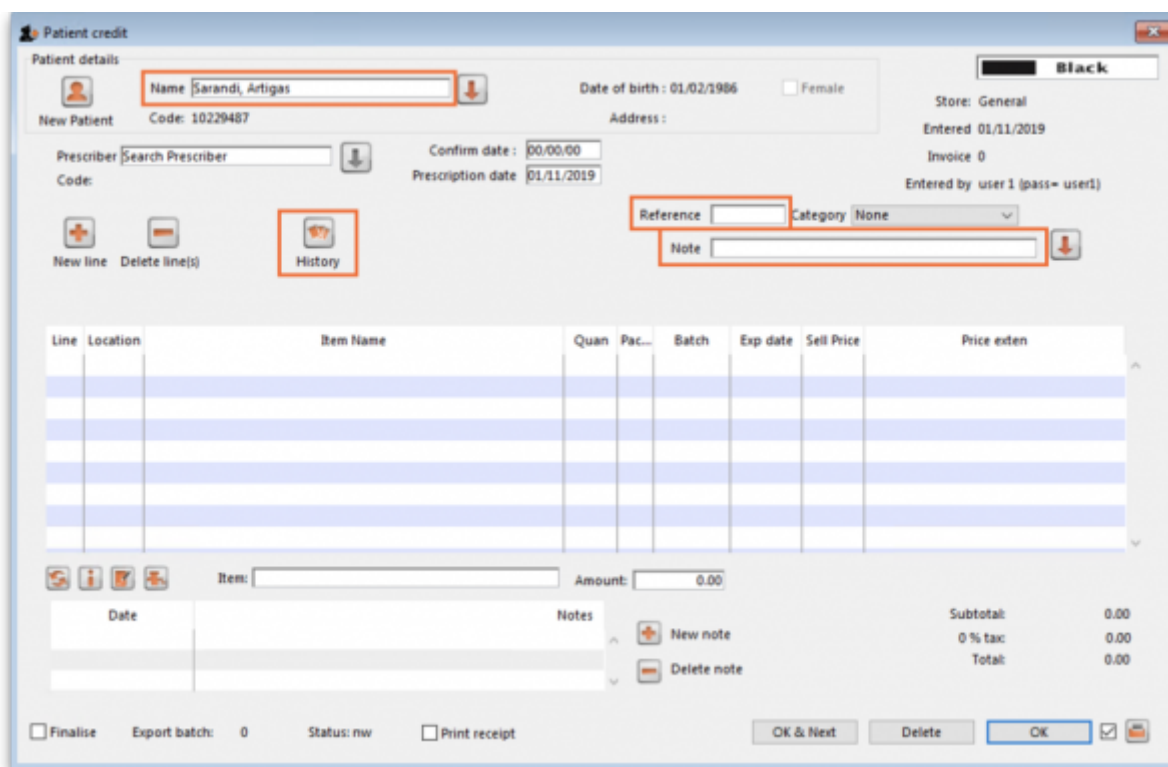 Patient credit
Patient details
Black
Name Sarandi, Artigas
Date of birth : 01/02/1986
Female
Store: General
New Patient
Code: 10229487
Address :
Entered 01/11/2019
Prescriber Search Prescriber
Confirm date : 00/00/00
Invoice 0
Code:
Prescription date 01/11/2019
Entered by user 1 (pass= user1)
Reference
Category None
New line
Delete line(s)
History
Note
Line Location Item Name Quan Pac... Batch Exp date Sell Price Price exten
Item:
Amount: 0.00
Date Notes
Subtotal: 0.00
New note
0 % tax: 0.00
Delete note
Total: 0.00
Finalise
Export batch: 0
Status: nw
Print receipt
OK & Next
Delete
OK